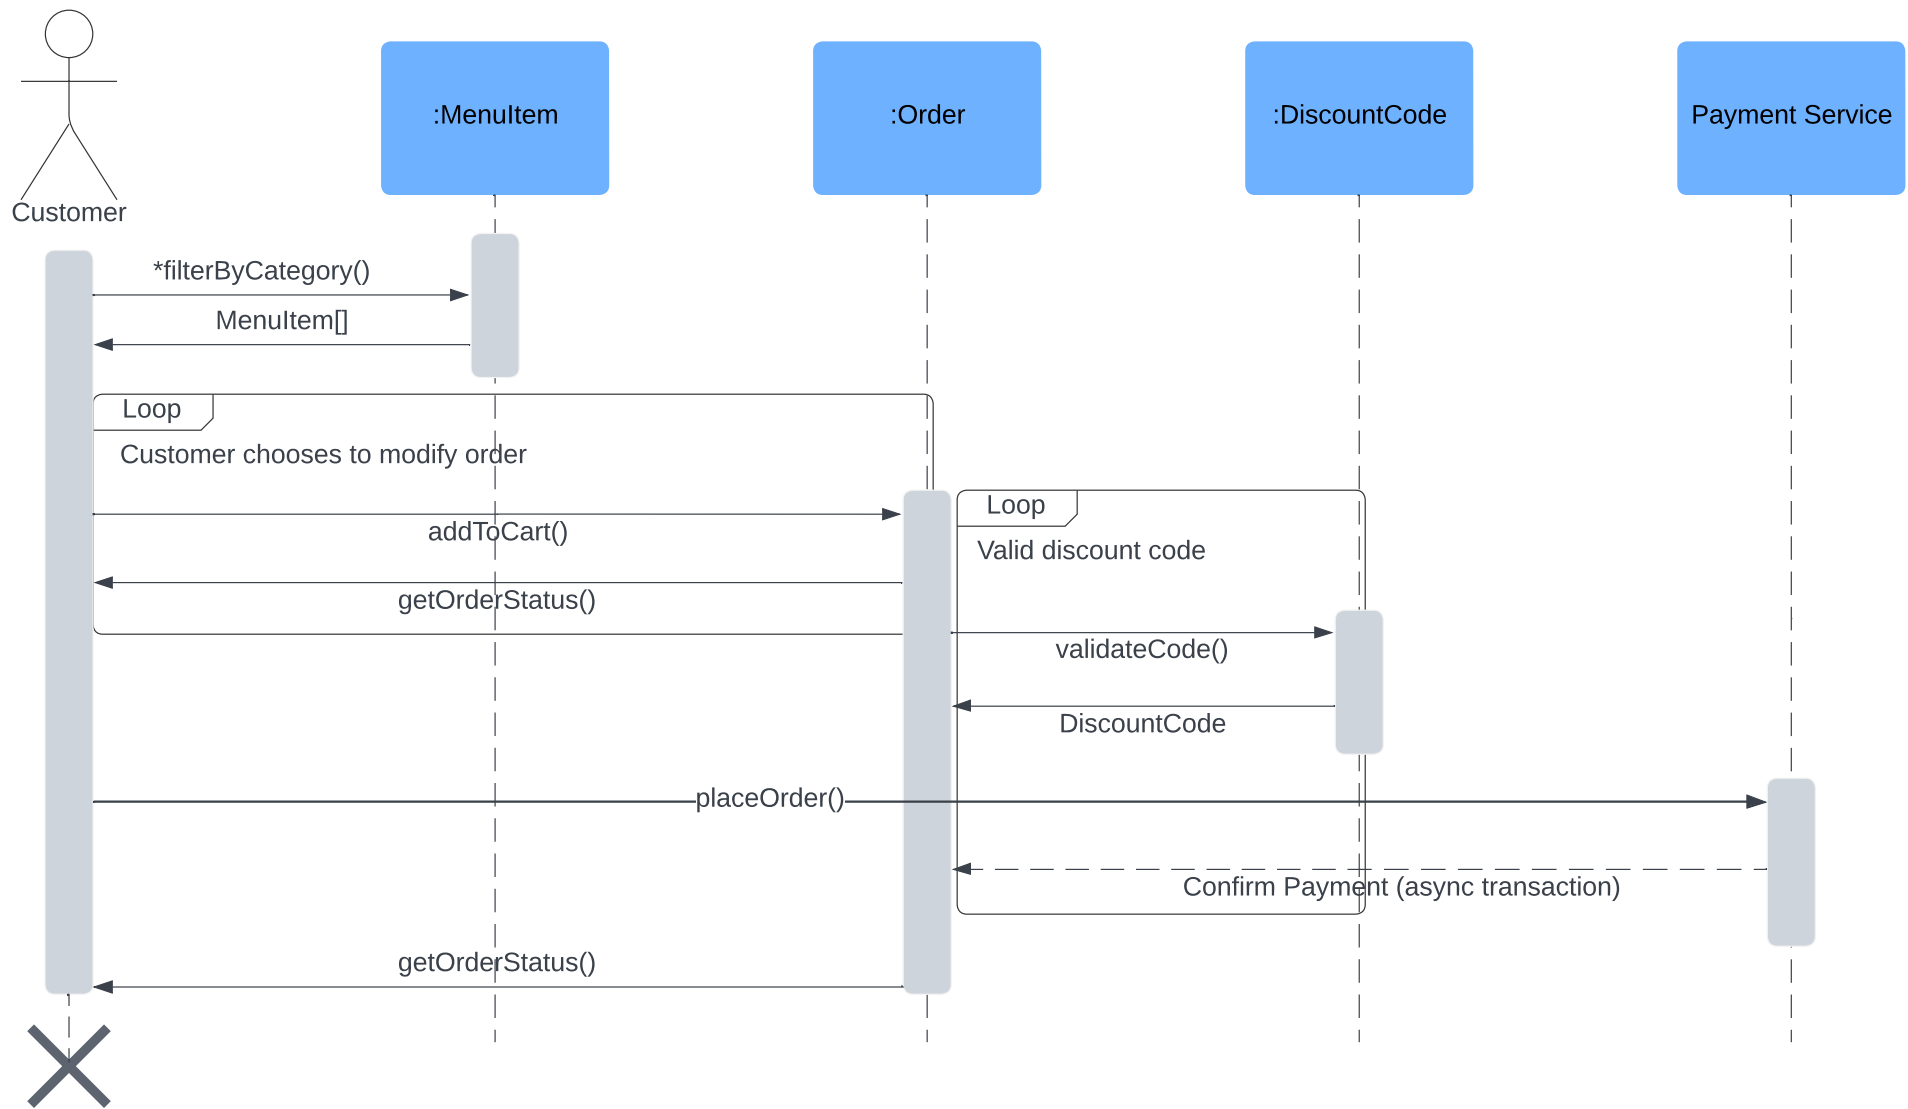 Customer
:MenuItem
:Order
:DiscountCode
Payment Service
*filterByCategory()
MenuItem[]
Loop
Customer chooses to modify order
Loop
addToCart()
Valid discount code
getOrderStatus()
validateCode()
DiscountCode
placeOrder()
Confirm Payment (async transaction)
getOrderStatus()